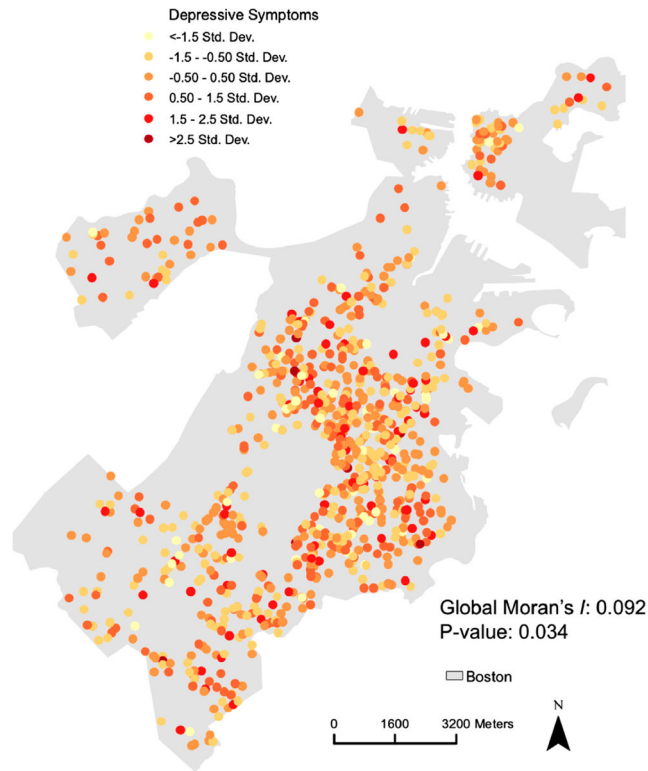 Depressive Symptoms
<-1.5 Std. Dev.
-1.5 - -0.50 Std. Dev.
-0.50 - 0.50 Std. Dev.
0.50 - 1.5 Std. Dev.
1.5 - 2.5 Std. Dev.
>2.5 Std. Dev.
Global Moran's I: 0.092
P-value: 0.034
Boston
N
0 1600 3200 Meters